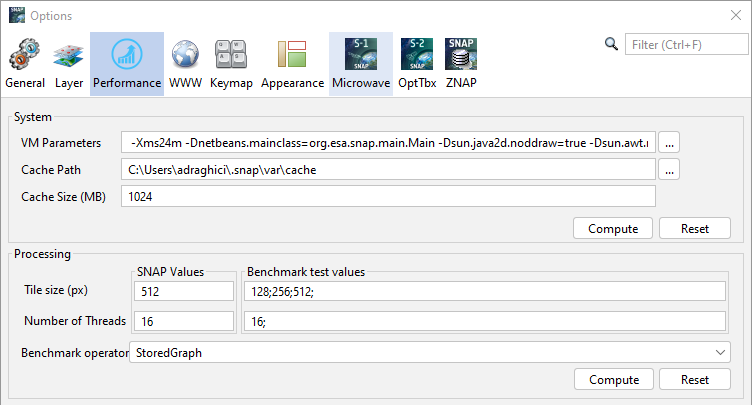 SNAP Options
Filter (Ctrl+F)
S-1 SNAP S-2 SNAP SNAP
General Layer Performance WWW Keymap Appearance Microwave OptTbx ZNAP
System
VM Parameters -Xms24m -Dnetbeans.mainclass=org.esa.snap.main.Main -Dsun.java2d.noddraw=true -Dsun.awt. ...
Cache Path C:\Users\adraghici\.snap\var\cache ...
Cache Size (MB) 1024
Compute Reset
Processing
SNAP Values Benchmark test values
Tile size (px) 512 128;256;512;
Number of Threads 16 16;
Benchmark operator StoredGraph
Compute Reset